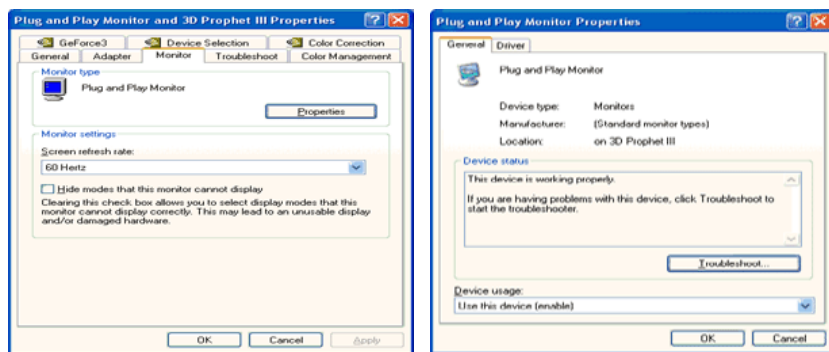 Plug and Play Monitor and 3D Prophet III Properties
GeForce3 Device Selection Color Correction
General Adapter Monitor Troubleshoot Color Management
Monitor type
Plug and Play Monitor
Properties
Monitor settings
Screen refresh rate:
60 Hertz
Hide modes that this monitor cannot display
Clearing this check box allows you to select display modes that this
monitor cannot display correctly. This may lead to an unusable display
and/or damaged hardware.
OK Cancel Apply
Plug and Play Monitor Properties
General Driver
Plug and Play Monitor
Device type: Monitors
Manufacturer: (Standard monitor types)
Location: on 3D Prophet III
Device status
This device is working properly.
If you are having problems with this device, click Troubleshoot to
start the troubleshooter.
Troubleshoot...
Device usage:
Use this device (enable)
OK Cancel